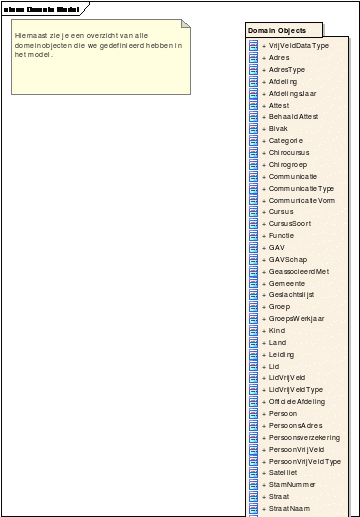 class Domain Model
Hiernaast zie je een overzicht van alle
domeinobjecten die we gedefinieerd hebben in
het model.
Domain Objects
+ VrijVeldDataType
+ Adres
+ AdresType
+ Afdeling
+ AfdelingsJaar
+ Attest
+ BehaaldAttest
+ Bivak
+ Categorie
+ Chirocursus
+ Chirogroep
+ Communicatie
+ CommunicatieType
+ CommunicatieVorm
+ Cursus
+ CursusSoort
+ Functie
+ GAV
+ GAVSchap
+ GeassocieerdMet
+ Gemeente
+ Geslachtslijst
+ Groep
+ GroepsWerkjaar
+ Kind
+ Land
+ Leiding
+ Lid
+ LidVrijVeld
+ LidVrijVeldType
+ OfficieleAfdeling
+ Persoon
+ PersoonsAdres
+ Persoonsverzekering
+ PersoonVrijVeld
+ PersoonVrijVeldType
+ Satelliet
+ StamNummer
+ Straat
+ StraatNaam